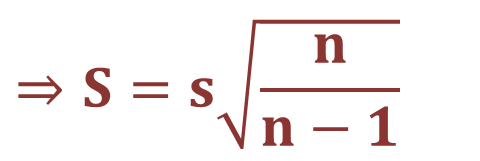 ⇒ S = s√(n/(n − 1))